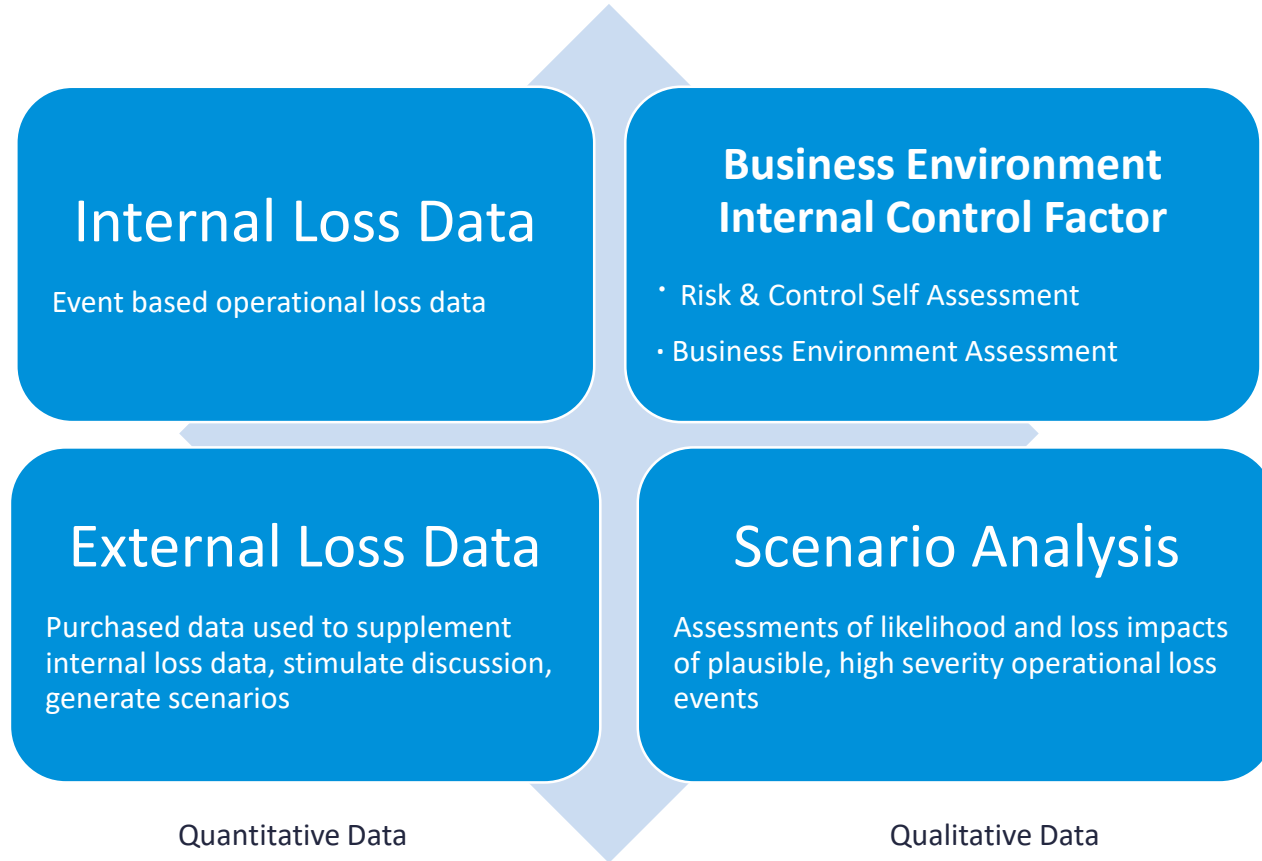 Internal Loss Data
Event based operational loss data
Business Environment
Internal Control Factor
• Risk & Control Self Assessment
• Business Environment Assessment
External Loss Data
Purchased data used to supplement
internal loss data, stimulate discussion,
generate scenarios
Scenario Analysis
Assessments of likelihood and loss impacts
of plausible, high severity operational loss
events
Quantitative Data
Qualitative Data